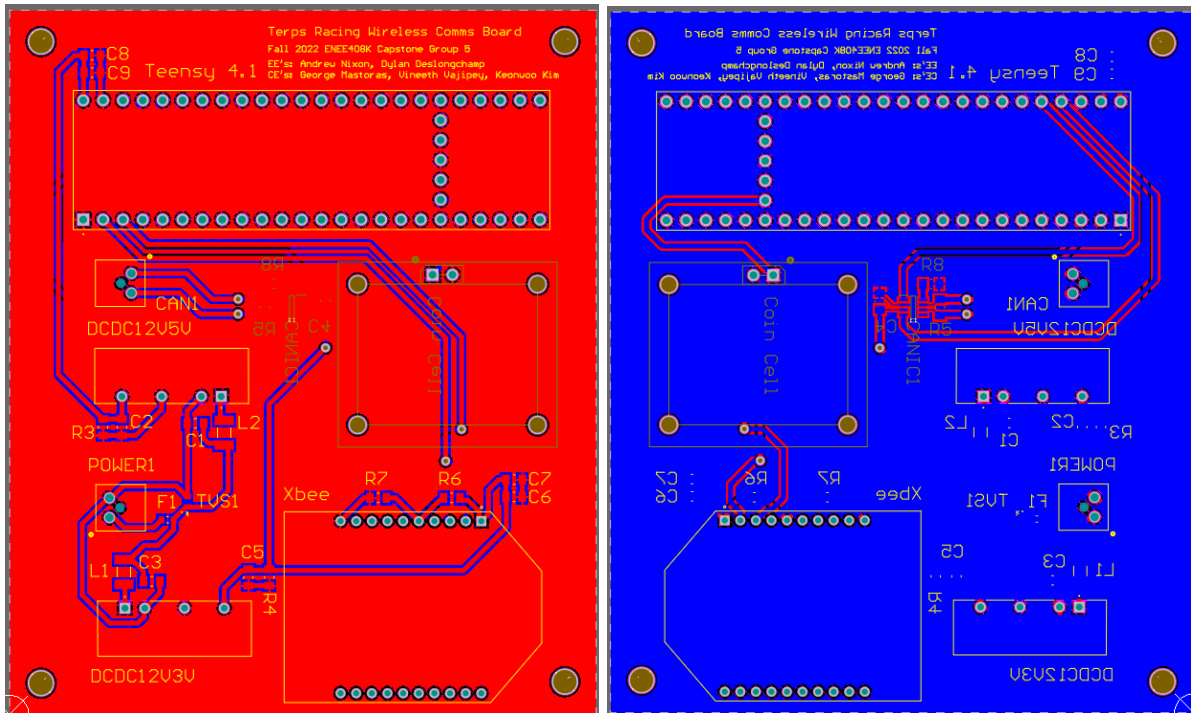 Terps Racing Wireless Comms Board
Fall 2022 ENEE408K Capstone Group 5
EE's: Andrew Nixon, Dylan Deslongchamp
CE's: George Mastoras, Vineeth Vajipey, Keonwoo Kim
C8
C9
Teensy 4.1
R8
CAN1
C4
R5
CANIC1
Coin Cell
DCDC12V5V
C2
R3
C1
L2
POWER1
F1
TVS1
Xbee
R7
R6
C7
C6
L1
C3
C5
R4
DCDC12V3V
Terps Racing Wireless Comms Board
Fall 2022 ENEE408K Capstone Group 5
EE's: Andrew Nixon, Dylan Deslongchamp
CE's: George Mastoras, Vineeth Vajipey, Keonwoo Kim
C8
C9
Teensy 4.1
R8
CAN1
C4
R5
CANIC1
Coin Cell
DCDC12V5V
L2
C1
C2
R3
POWER1
C7
C6
R6
R7
Xbee
TVS1
F1
C5
R4
C3
L1
DCDC12V3V